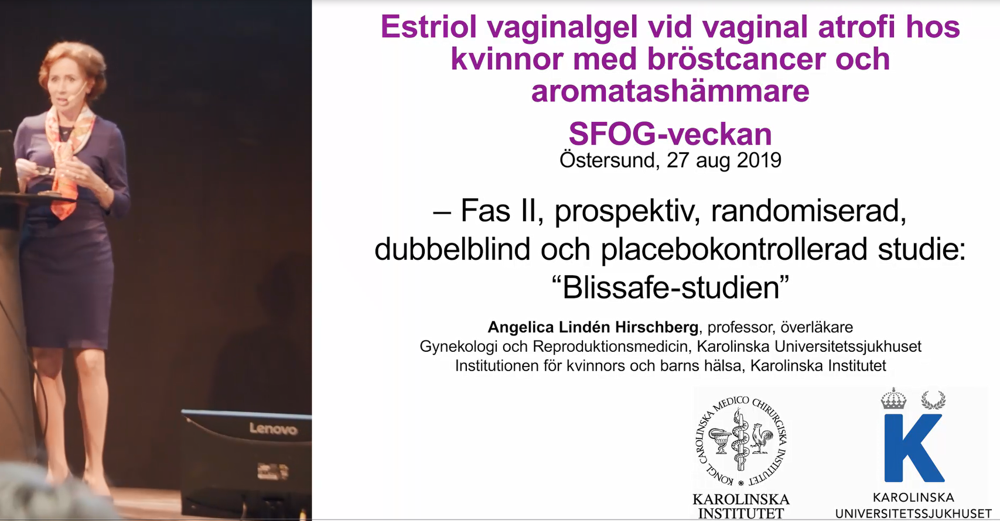 Estriol vaginalgel vid vaginal atrofi hos
kvinnor med bröstcancer och
aromatashämmare
SFOG-veckan
Östersund, 27 aug 2019
– Fas II, prospektiv, randomiserad,
dubbelblind och placebokontrollerad studie:
“Blissafe-studien”
Angelica Lindén Hirschberg, professor, överläkare
Gynekologi och Reproduktionsmedicin, Karolinska Universitetssjukhuset
Institutionen för kvinnors och barns hälsa, Karolinska Institutet
Lenovo
KONGL CAROLINSKA MEDICO CHIRURGISKA INSTITUTET
KAROLINSKA
INSTITUTET
K
KAROLINSKA
UNIVERSITETSSJUKHUSET